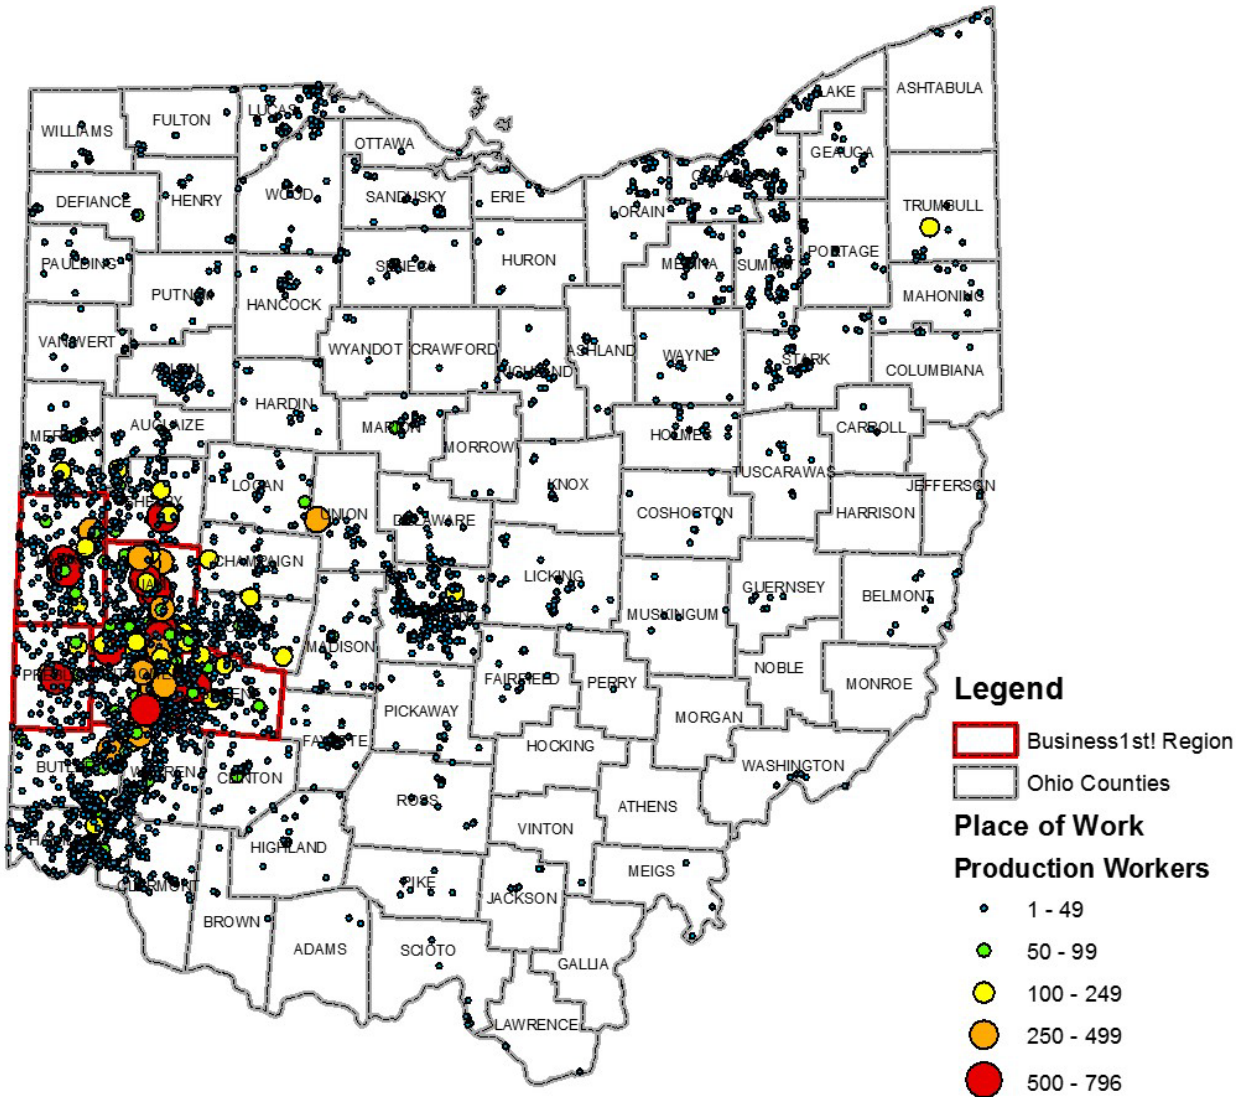 LAKE
ASHTABULA
FULTON
LUCAS
WILLIAMS
OTTAWA
GEAUGA
DEFIANCE
HENRY
WOOD
SANDUSKY
ERIE
LORAIN
TRUMBULL
PAULDING
SENECA
HURON
MEDINA
SUMMIT
PORTAGE
PUTNAM
HANCOCK
MAHONING
VAN WERT
WYANDOT
CRAWFORD
ASHLAND
WAYNE
STARK
RICHLAND
COLUMBIANA
HARDIN
AUGLAIZE
MARION
MORROW
HOLMES
CARROLL
MERCER
TUSCARAWAS
LOGAN
KNOX
JEFFERSON
UNION
DELAWARE
COSHOCTON
HARRISON
CHAMPAIGN
LICKING
GUERNSEY
BELMONT
MUSKINGUM
MADISON
NOBLE
FAIRFIELD
PERRY
MONROE
PICKAWAY
MORGAN
FAYETTE
HOCKING
BUTLER
WARREN
CLINTON
WASHINGTON
ROSS
ATHENS
VINTON
HIGHLAND
MEIGS
CLERMONT
PIKE
JACKSON
BROWN
ADAMS
SCIOTO
GALLIA
LAWRENCE
Legend
Business1st! Region
Ohio Counties
Place of Work
Production Workers
1 - 49
50 - 99
100 - 249
250 - 499
500 - 796